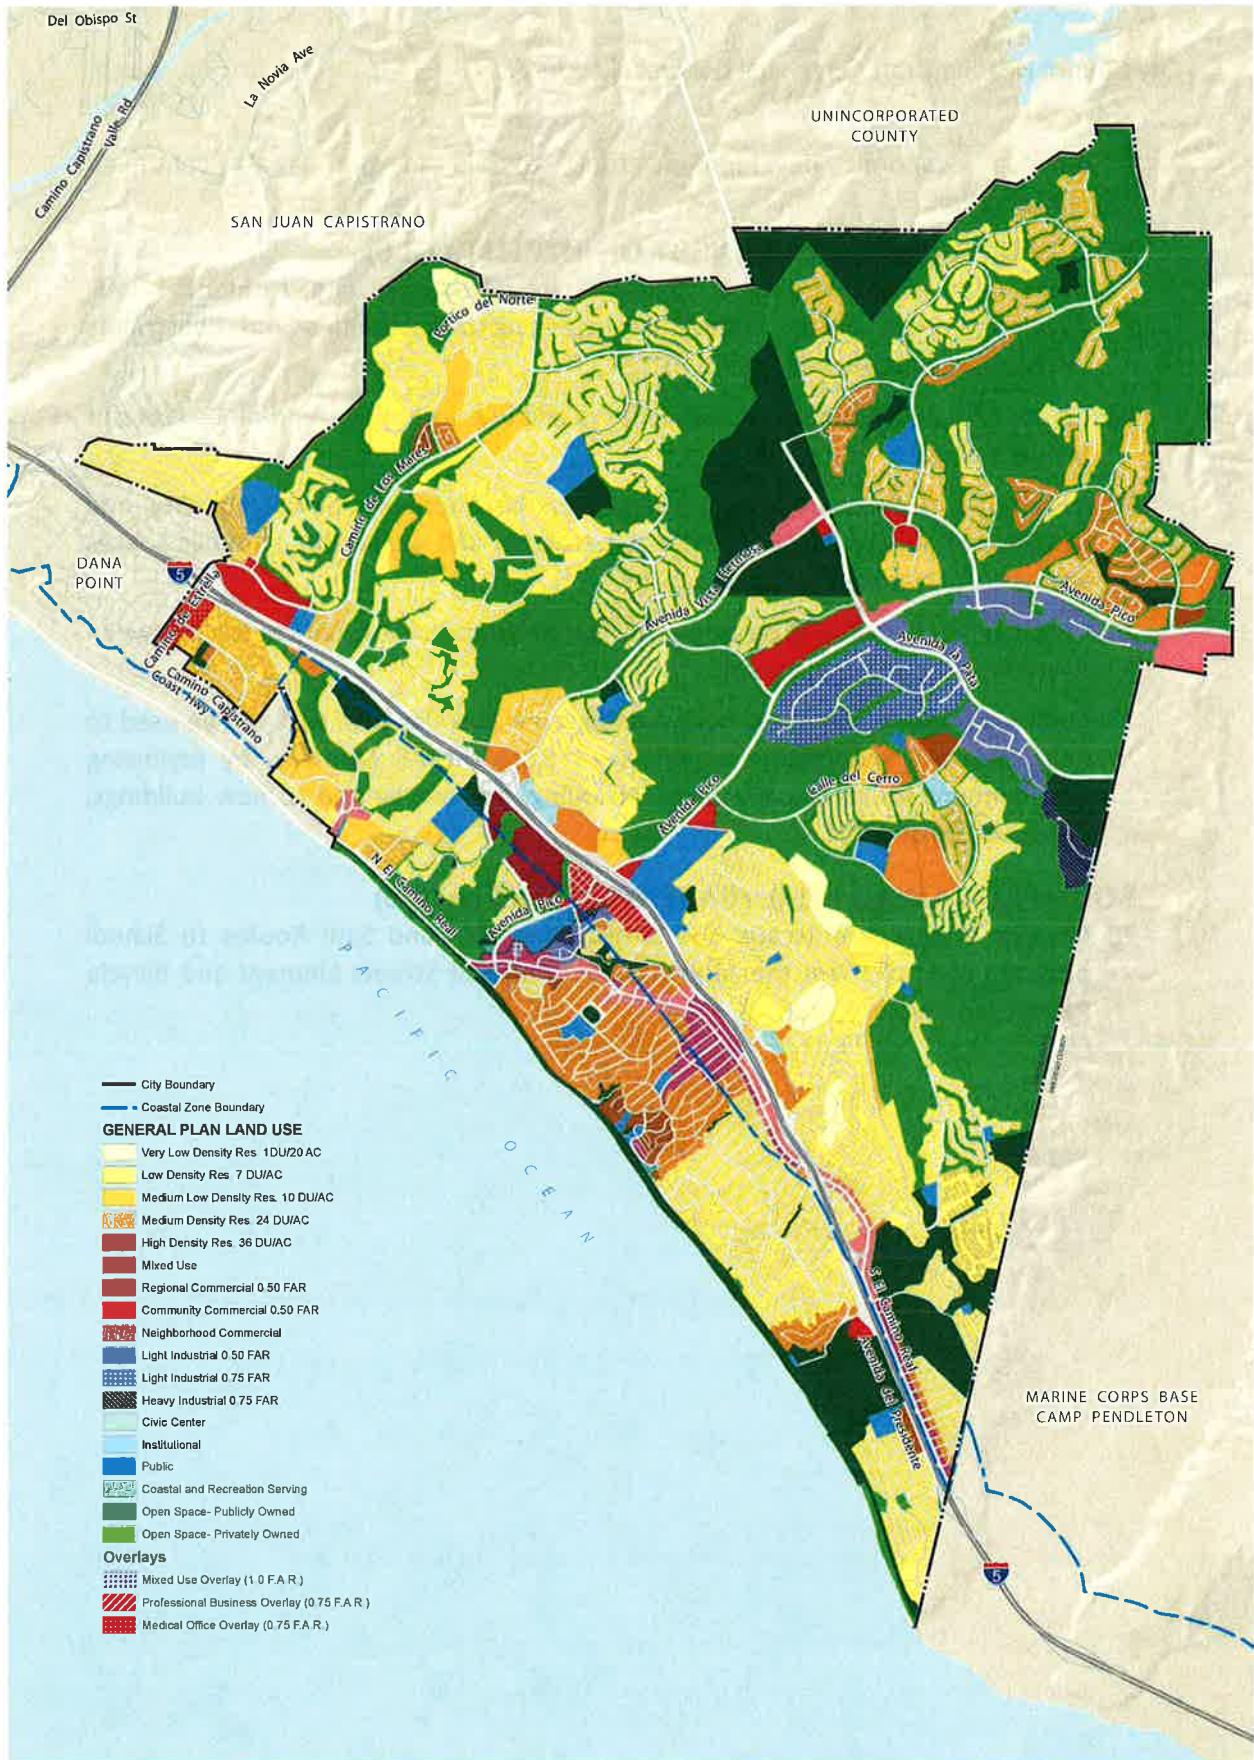 Del Obispo St
La Novia Ave
Camino Capistrano
Valle Rd
UNINCORPORATED
COUNTY
SAN JUAN CAPISTRANO
Portico del Norte
Camino de Los Mares
DANA
POINT
5
Camino de Estrella
Camino Capistrano
Coast Hwy
Avenida Vista Hermosa
Avenida Pico
Avenida la Pata
Calle del Cerro
Avenida Pico
N El Camino Real
Avenida Pico
PACIFIC OCEAN
S El Camino Real
Avenida del Presidente
MARINE CORPS BASE
CAMP PENDLETON
5
City Boundary
Coastal Zone Boundary
GENERAL PLAN LAND USE
Very Low Density Res. 1DU/20 AC
Low Density Res. 7 DU/AC
Medium Low Density Res. 10 DU/AC
Medium Density Res. 24 DU/AC
High Density Res. 36 DU/AC
Mixed Use
Regional Commercial 0.50 FAR
Community Commercial 0.50 FAR
Neighborhood Commercial
Light Industrial 0.50 FAR
Light Industrial 0.75 FAR
Heavy Industrial 0.75 FAR
Civic Center
Institutional
Public
Coastal and Recreation Serving
Open Space- Publicly Owned
Open Space- Privately Owned
Overlays
Mixed Use Overlay (1.0 F.A.R.)
Professional Business Overlay (0.75 F.A.R.)
Medical Office Overlay (0.75 F.A.R.)